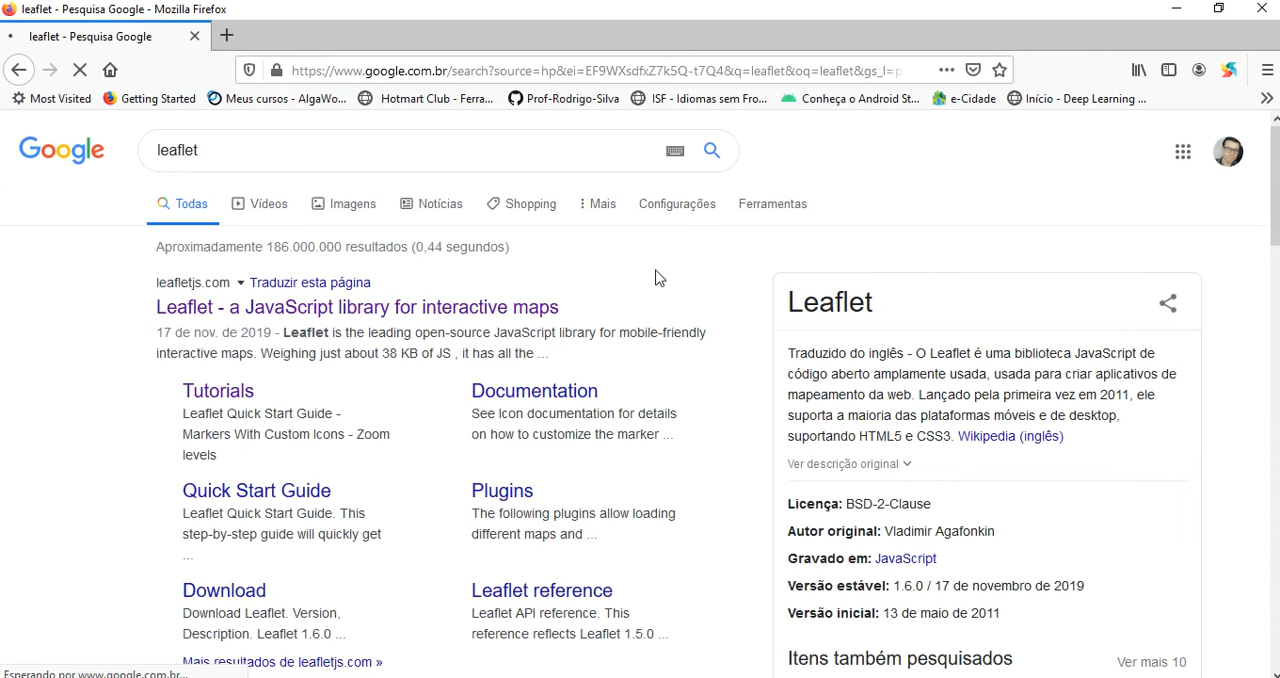 leaflet - Pesquisa Google - Mozilla Firefox
leaflet - Pesquisa Google
https://www.google.com.br/search?source=hp&ei=EF9WXsdfxZ7k5Q-t7Q4&q=leaflet&oq=leaflet&gs_l=p
Most Visited Getting Started Meus cursos - AlgaWo... Hotmart Club - Ferra... Prof-Rodrigo-Silva ISF - Idiomas sem Fro... Conheça o Android St... e-Cidade Início - Deep Learning ...
Google
leaflet
Todas Vídeos Imagens Notícias Shopping Mais Configurações Ferramentas
Aproximadamente 186.000.000 resultados (0,44 segundos)
leafletjs.com Traduzir esta página
Leaflet - a JavaScript library for interactive maps
17 de nov. de 2019 - Leaflet is the leading open-source JavaScript library for mobile-friendly
interactive maps. Weighing just about 38 KB of JS , it has all the ...
Tutorials
Leaflet Quick Start Guide -
Markers With Custom Icons - Zoom
levels
Documentation
See Icon documentation for details
on how to customize the marker ...
Quick Start Guide
Leaflet Quick Start Guide. This
step-by-step guide will quickly get
...
Plugins
The following plugins allow loading
different maps and ...
Download
Download Leaflet. Version,
Description. Leaflet 1.6.0 ...
Leaflet reference
Leaflet API reference. This
reference reflects Leaflet 1.5.0 ...
Mais resultados de leafletjs.com »
Leaflet
Traduzido do inglês - O Leaflet é uma biblioteca JavaScript de
código aberto amplamente usada, usada para criar aplicativos de
mapeamento da web. Lançado pela primeira vez em 2011, ele
suporta a maioria das plataformas móveis e de desktop,
suportando HTML5 e CSS3. Wikipedia (inglês)
Ver descrição original
Licença: BSD-2-Clause
Autor original: Vladimir Agafonkin
Gravado em: JavaScript
Versão estável: 1.6.0 / 17 de novembro de 2019
Versão inicial: 13 de maio de 2011
Itens também pesquisados Ver mais 10
Esperando por www.google.com.br...